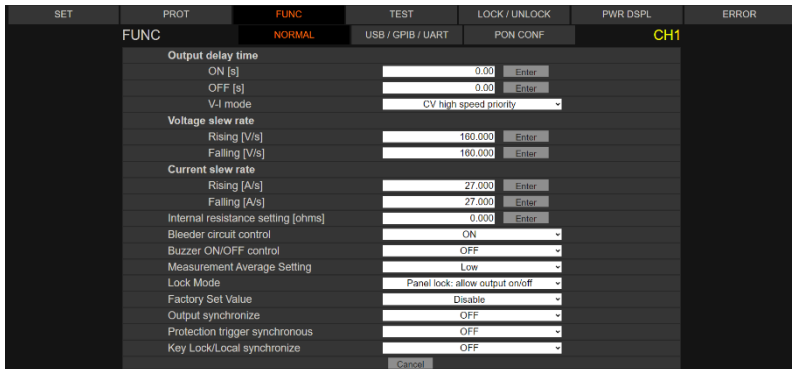 SET PROT FUNC TEST LOCK / UNLOCK PWR DSPL ERROR
FUNC NORMAL USB / GPIB / UART PON CONF CH1
Output delay time
ON [s] 0.00 Enter
OFF [s] 0.00 Enter
V-I mode CV high speed priority
Voltage slew rate
Rising [V/s] 160.000 Enter
Falling [V/s] 160.000 Enter
Current slew rate
Rising [A/s] 27.000 Enter
Falling [A/s] 27.000 Enter
Internal resistance setting [ohms] 0.000 Enter
Bleeder circuit control ON
Buzzer ON/OFF control OFF
Measurement Average Setting Low
Lock Mode Panel lock: allow output on/off
Factory Set Value Disable
Output synchronize OFF
Protection trigger synchronous OFF
Key Lock/Local synchronize OFF
Cancel